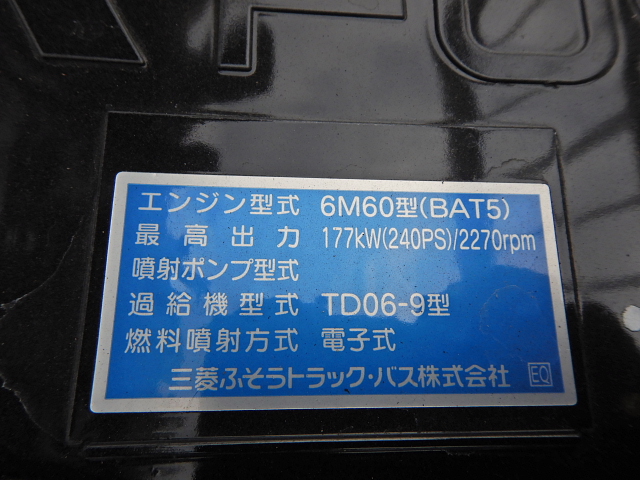 エンジン型式 6M60型(BAT5)
最高出力 177kW(240PS)/2270rpm
噴射ポンプ型式
過給機型式 TD06-9型
燃料噴射方式 電子式
三菱ふそうトラック・バス株式会社 EQ